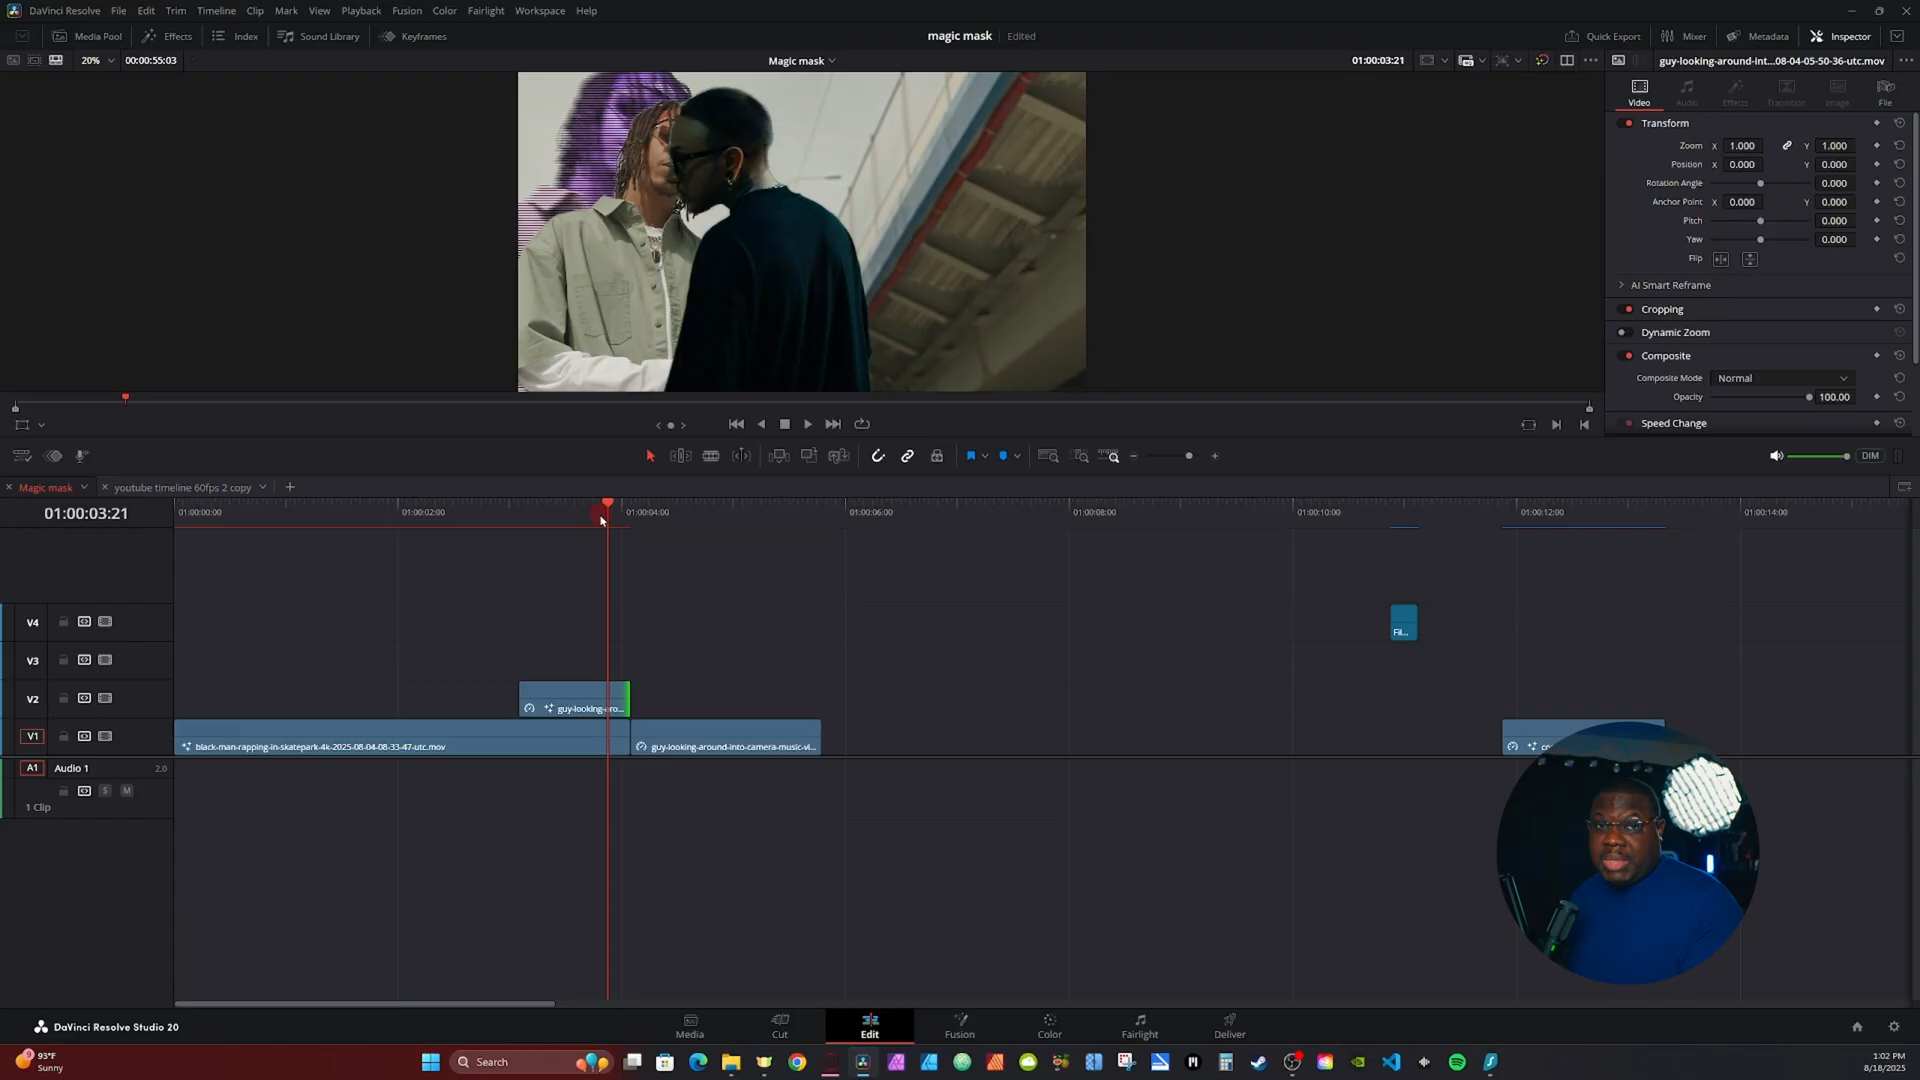 DaVinci Resolve File Edit Trim Timeline Clip Mark View Playback Fusion Color Fairlight Workspace Help
Media Pool Effects Index Sound Library Keyframes magic mask Edited Quick Export Mixer Metadata Inspector
20% 00:00:55:03 Magic mask 01:00:03:21 guy-looking-around-int...08-04-05-50-36-utc.mov
Video Audio Effects Transition Image File
Transform
Zoom X 1.000 Y 1.000
Position X 0.000 Y 0.000
Rotation Angle 0.000
Anchor Point X 0.000 Y 0.000
Pitch 0.000
Yaw 0.000
Flip
AI Smart Reframe
Cropping
Dynamic Zoom
Composite
Composite Mode Normal
Opacity 100.00
Speed Change
DIM
Magic mask youtube timeline 60fps 2 copy
01:00:03:21 01:00:00:00 01:00:02:00 01:00:04:00 01:00:06:00 01:00:08:00 01:00:10:00 01:00:12:00 01:00:14:00
V4 Fil...
V3
V2 guy-looking-aro...
V1 black-man-rapping-in-skatepark-4k-2025-08-04-08-33-47-utc.mov guy-looking-around-into-camera-music-vi... co
A1 Audio 1 2.0
S M
1 Clip
DaVinci Resolve Studio 20 Media Cut Edit Fusion Color Fairlight Deliver
93°F
Sunny
Search
1:02 PM
8/18/2025